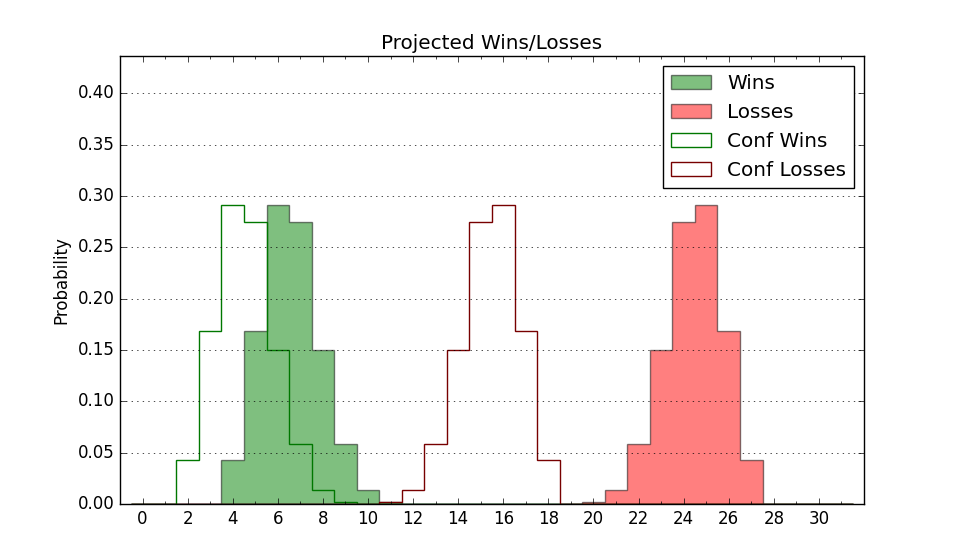 Projected Wins/Losses
Wins
Losses
Conf Wins
Conf Losses
Probability
0.40
0.35
0.30
0.25
0.20
0.15
0.10
0.05
0.00
0 2 4 6 8 10 12 14 16 18 20 22 24 26 28 30